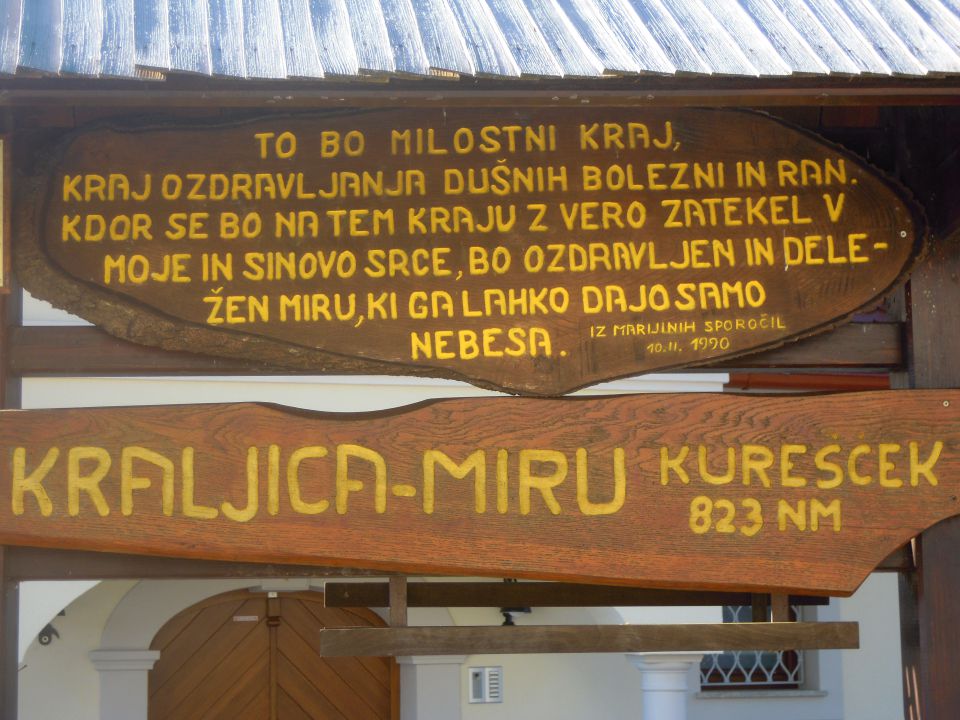 TO BO MILOSTNI KRAJ,
KRAJ OZDRAVLJANJA DUŠNIH BOLEZNI IN RAN.
KDOR SE BO NA TEM KRAJU Z VERO ZATEKEL V
MOJE IN SINOVO SRCE, BO OZDRAVLJEN IN DELE-
ŽEN MIRU, KI GA LAHKO DAJO SAMO
NEBESA.
IZ MARIJINIH SPOROČIL
10.11. 1990
KRALJICA-MIRU
KUREŠČEK
823 NM